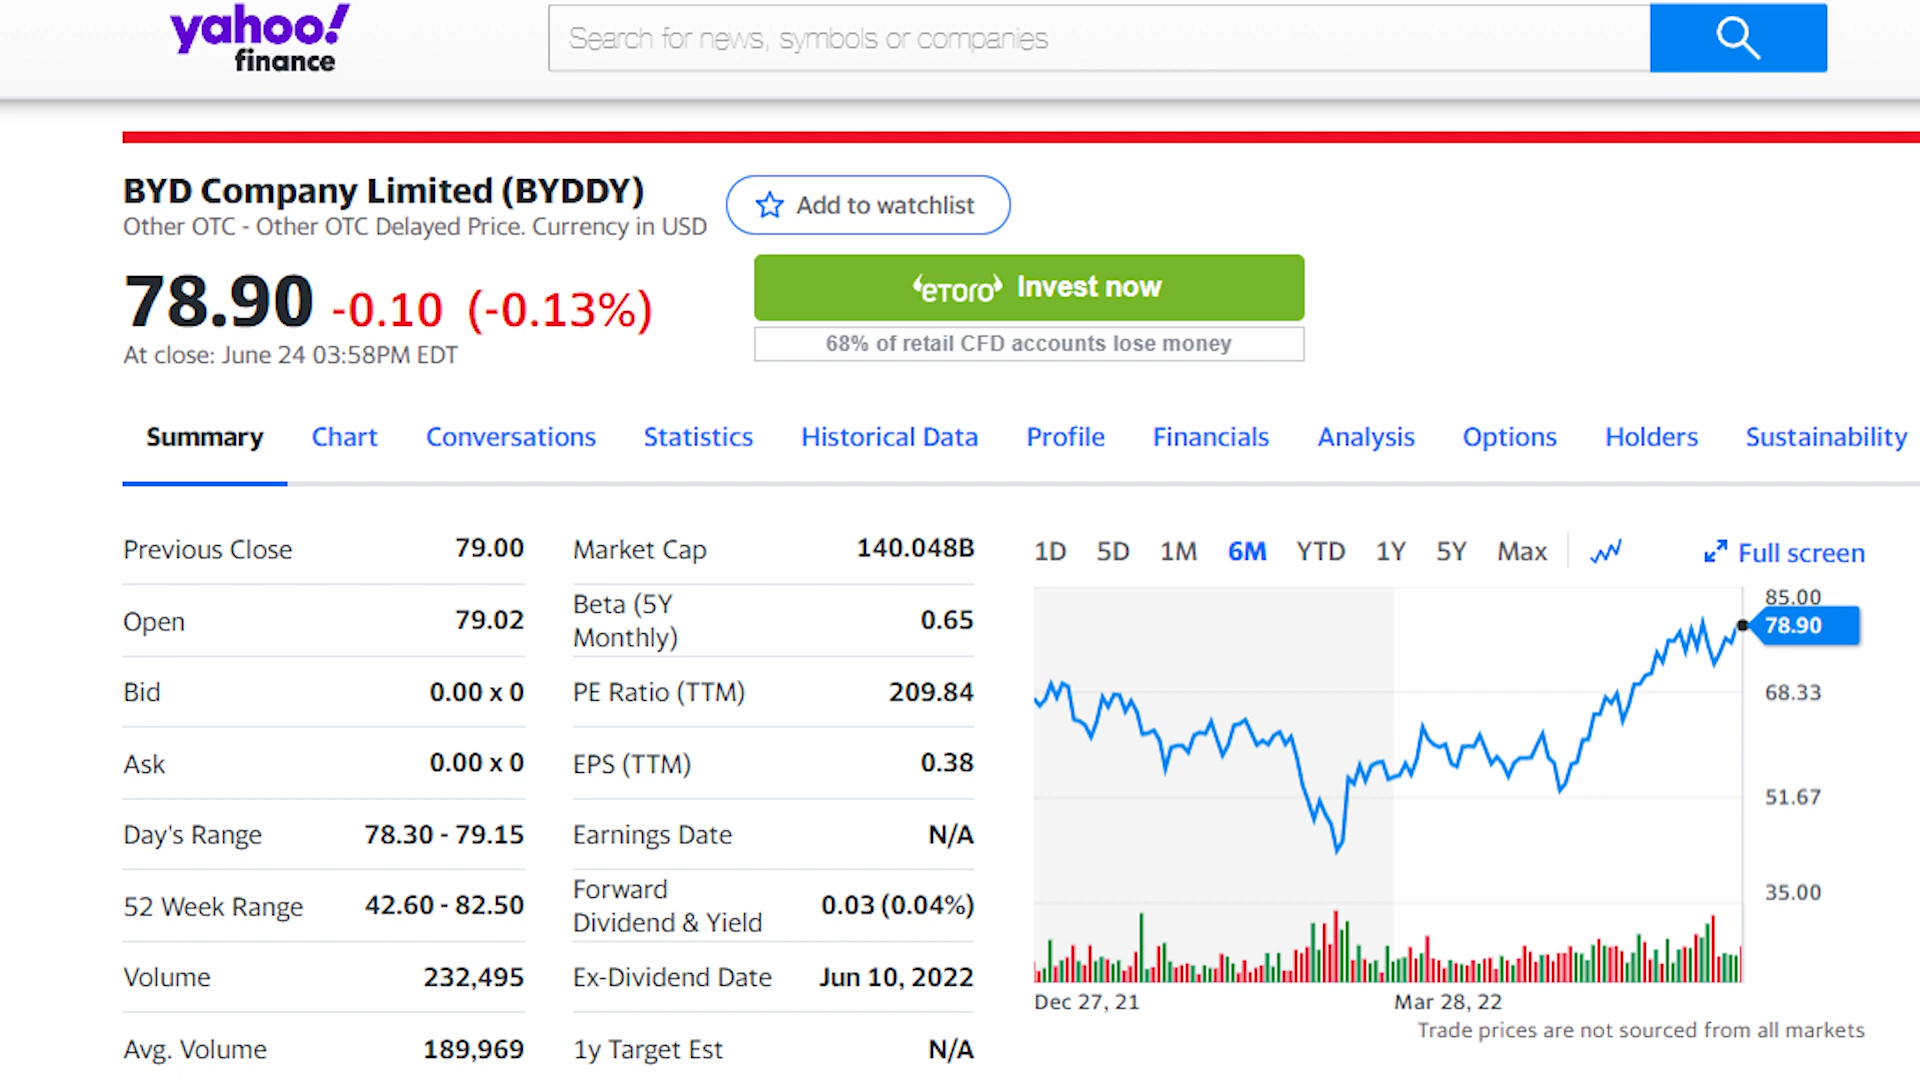 yahoo!
finance
Search for news, symbols or companies
BYD Company Limited (BYDDY)
Other OTC - Other OTC Delayed Price. Currency in USD
Add to watchlist
78.90 -0.10 (-0.13%)
At close: June 24 03:58PM EDT
eToro Invest now
68% of retail CFD accounts lose money
Summary Chart Conversations Statistics Historical Data Profile Financials Analysis Options Holders Sustainability
Previous Close 79.00
Open 79.02
Bid 0.00 x 0
Ask 0.00 x 0
Day's Range 78.30 - 79.15
52 Week Range 42.60 - 82.50
Volume 232,495
Avg. Volume 189,969
Market Cap 140.048B
Beta (5Y
Monthly) 0.65
PE Ratio (TTM) 209.84
EPS (TTM) 0.38
Earnings Date N/A
Forward
Dividend & Yield 0.03 (0.04%)
Ex-Dividend Date Jun 10, 2022
1y Target Est N/A
1D 5D 1M 6M YTD 1Y 5Y Max Full screen
85.00
78.90
68.33
51.67
35.00
Dec 27, 21 Mar 28, 22
Trade prices are not sourced from all markets